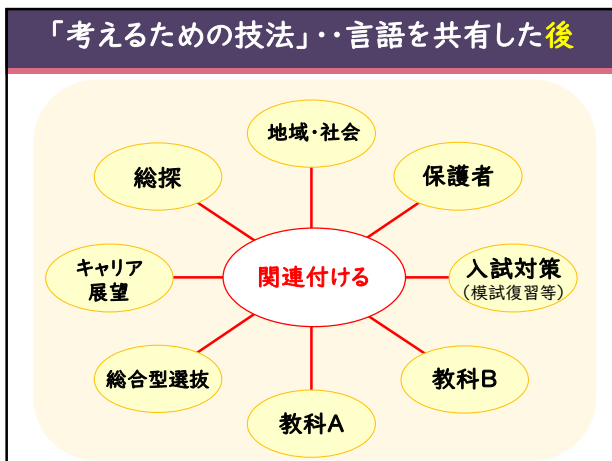 「考えるための技法」‥言語を共有した後
地域・社会
総探
保護者
キャリア
展望
関連付ける
入試対策
（模試復習等）
総合型選抜
教科B
教科A